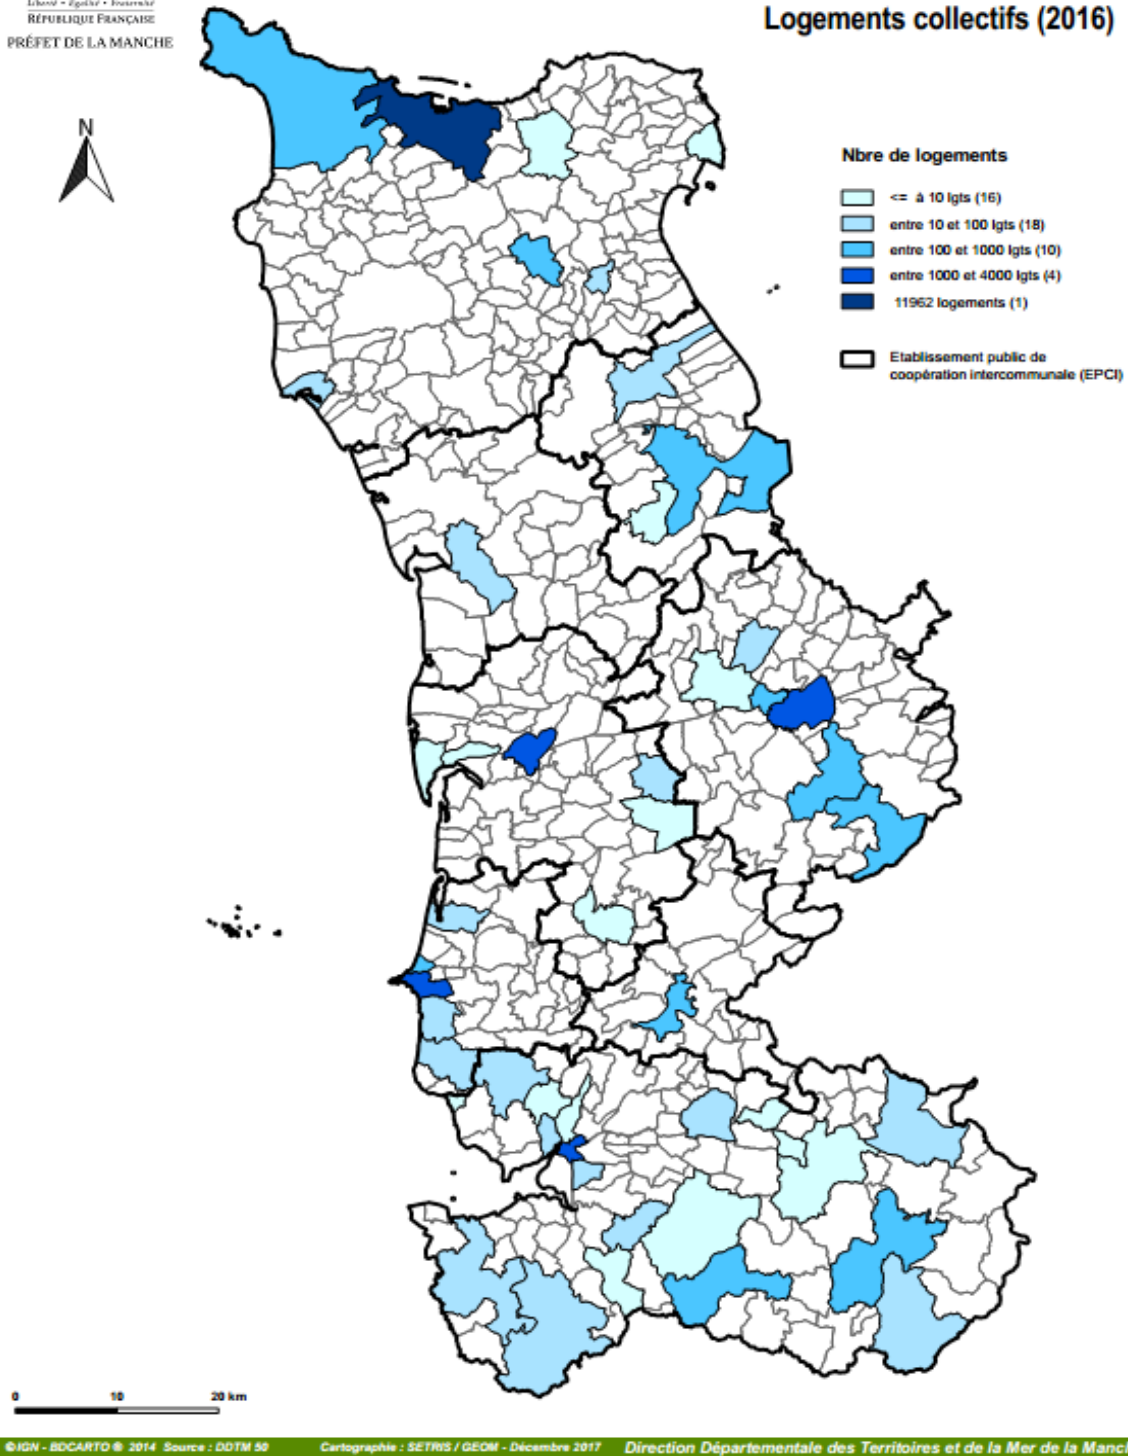 Liberté • Égalité • Fraternité
RÉPUBLIQUE FRANÇAISE
PRÉFET DE LA MANCHE
Logements collectifs (2016)
N
Nbre de logements
<= à 10 lgts (16)
entre 10 et 100 lgts (18)
entre 100 et 1000 lgts (10)
entre 1000 et 4000 lgts (4)
11962 logements (1)
Etablissement public de
coopération intercommunale (EPCI)
0 10 20 km
©IGN - BDCARTO ® 2014 Source : DDTM 50 Cartographie : SETRIS / GEOM - Décembre 2017 Direction Départementale des Territoires et de la Mer de la Manc